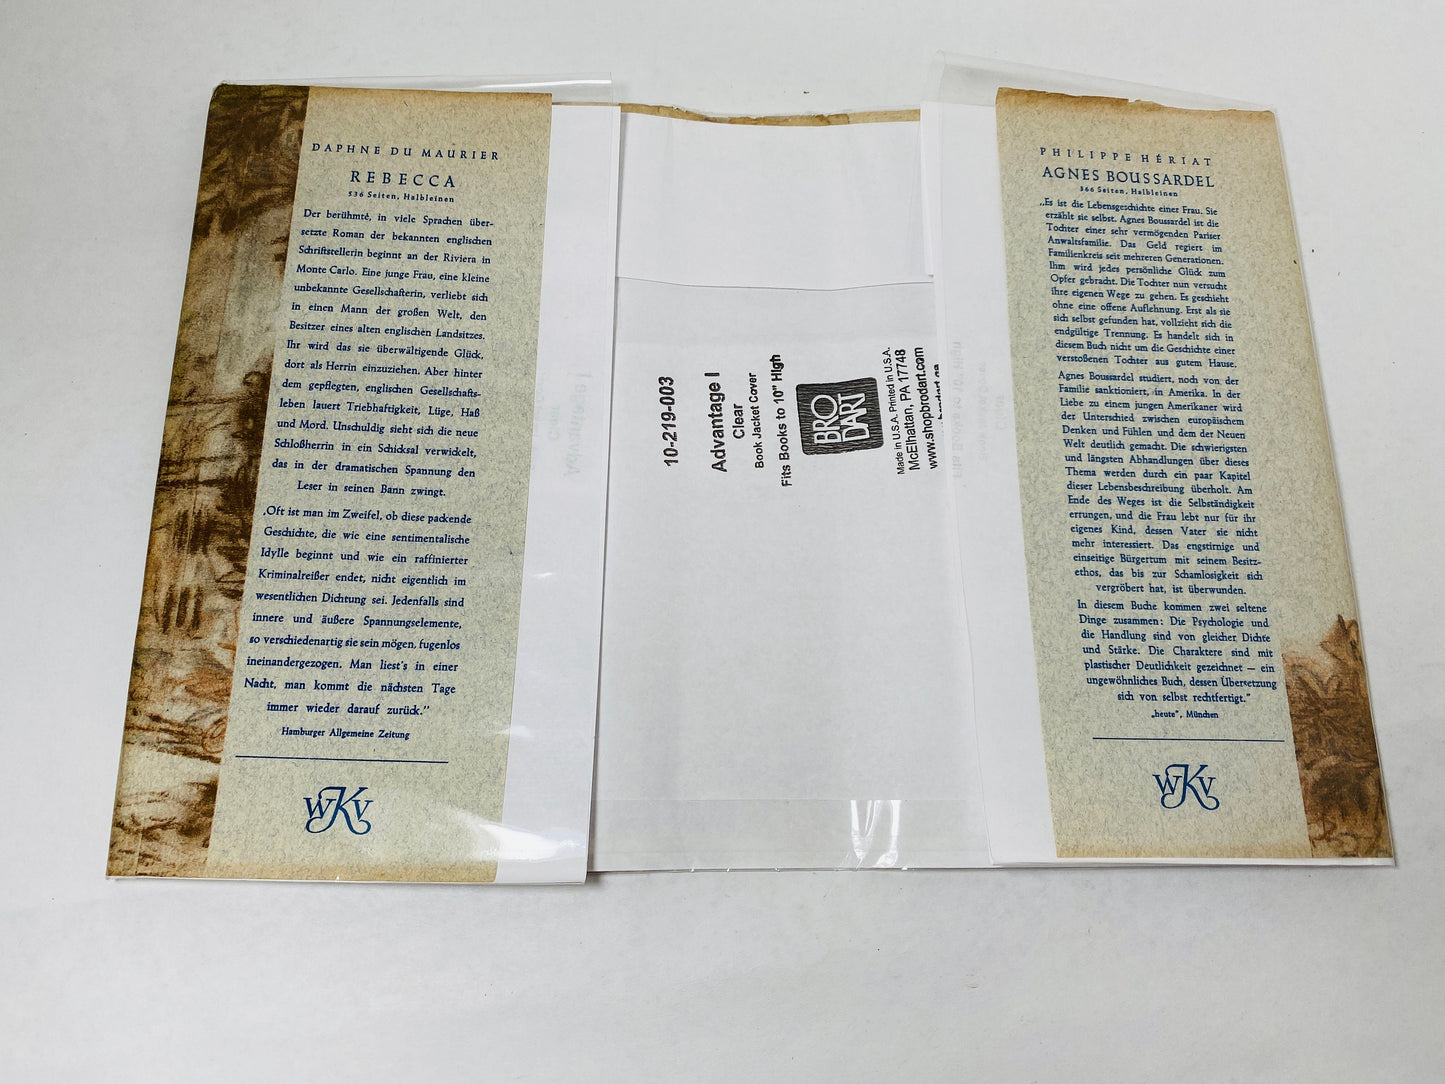 DAPHNE DU MAURIER
REBECCA
536 Seiten, Halbleinen
Der berühmte, in viele Sprachen über-
setzte Roman der bekannten englischen
Schriftstellerin beginnt an der Riviera in
Monte Carlo. Eine junge Frau, eine kleine
unbekannte Gesellschafterin, verliebt sich
in einen Mann der großen Welt, den
Besitzer eines alten englischen Landsitzes.
Ihr wird das sie überwältigende Glück,
dort als Herrin einzuziehen. Aber hinter
dem gepflegten, englischen Gesellschafts-
leben lauert Triebhaftigkeit, Lüge, Haß
und Mord. Unschuldig sieht sich die neue
Schloßherrin in ein Schicksal verwickelt,
das in der dramatischen Spannung den
Leser in seinen Bann zwingt.
„Oft ist man im Zweifel, ob diese packende
Geschichte, die wie eine sentimentalische
Idylle beginnt und wie ein raffinierter
Kriminalreißer endet, nicht eigentlich im
wesentlichen Dichtung sei. Jedenfalls sind
innere und äußere Spannungselemente,
so verschiedenartig sie sein mögen, fugenlos
ineinandergezogen. Man liest's in einer
Nacht, man kommt die nächsten Tage
immer wieder darauf zurück."
Hamburger Allgemeine Zeitung
WKV
10-219-003
Advantage I
Clear
Book Jacket Cover
Fits Books to 10" High
BRO
DART
Made in U.S.A. Printed in U.S.A.
McElhattan, PA 17748
www.shopbrodart.com
PHILIPPE HÉRIAT
AGNES BOUSSARDEL
566 Seiten, Halbleinen
„Es ist die Lebensgeschichte einer Frau. Sie
erzählt sie selbst. Agnes Boussardel ist die
Tochter einer sehr vermögenden Pariser
Anwaltsfamilie. Das Geld regiert im
Familienkreis seit mehreren Generationen.
Ihm wird jedes persönliche Glück zum
Opfer gebracht. Die Tochter nun versucht
ihre eigenen Wege zu gehen. Es geschieht
ohne eine offene Auflehnung. Erst als sie
sich selbst gefunden hat, vollzieht sich die
endgültige Trennung. Es handelt sich in
diesem Buch nicht um die Geschichte einer
verstoßenen Tochter aus gutem Hause.
Agnes Boussardel studiert, noch von der
Familie sanktioniert, in Amerika. In der
Liebe zu einem jungen Amerikaner wird
der Unterschied zwischen europäischem
Denken und Fühlen und dem der Neuen
Welt deutlich gemacht. Die schwierigsten
und längsten Abhandlungen über dieses
Thema werden durch ein paar Kapitel
dieser Lebensbeschreibung überholt. Am
Ende des Weges ist die Selbständigkeit
errungen, und die Frau lebt nur für ihr
eigenes Kind, dessen Vater sie nicht
mehr interessiert. Das engstirnige und
einseitige Bürgertum mit seinem Besitz-
ethos, das bis zur Schamlosigkeit sich
vergröbert hat, ist überwunden.
In diesem Buche kommen zwei seltene
Dinge zusammen: Die Psychologie und
die Handlung sind von gleicher Dichte
und Stärke. Die Charaktere sind mit
plastischer Deutlichkeit gezeichnet — ein
ungewöhnliches Buch, dessen Übersetzung
sich von selbst rechtfertigt."
„heute", München
WKV